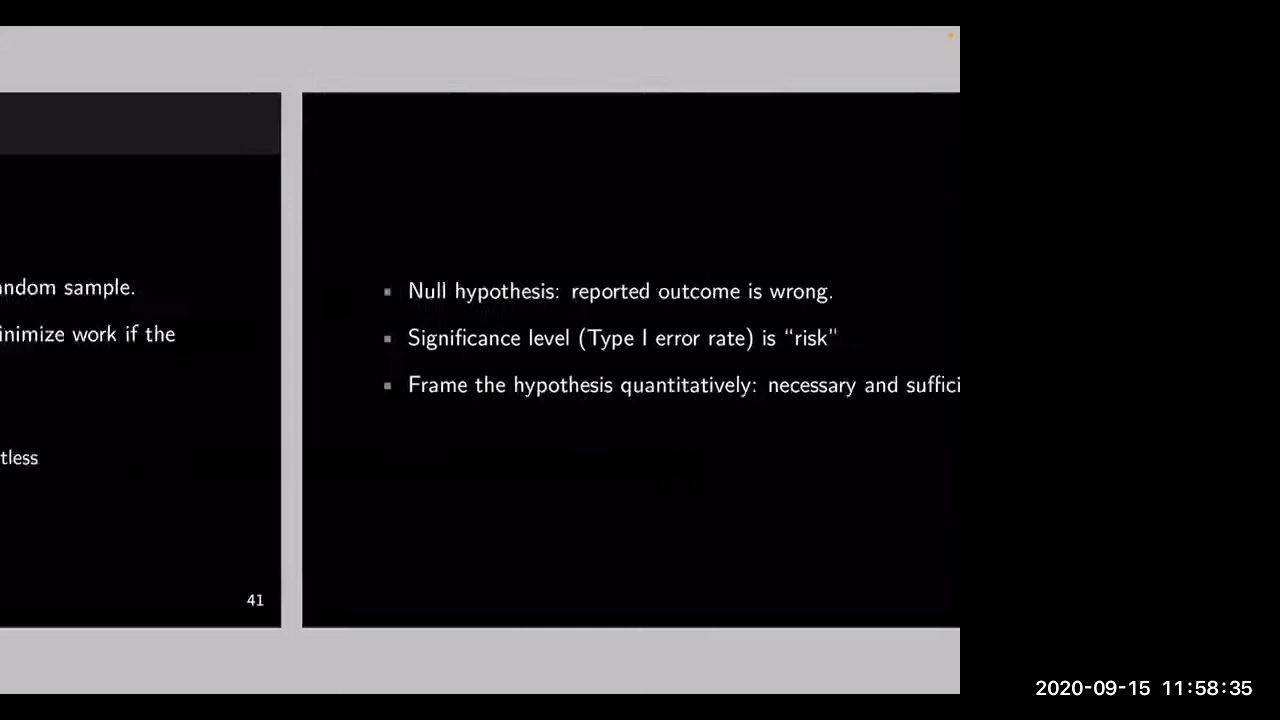 andom sample.
inimize work if the
tless
41
Null hypothesis: reported outcome is wrong.
Significance level (Type I error rate) is “risk”
Frame the hypothesis quantitatively: necessary and suffici
2020-09-15 11:58:35